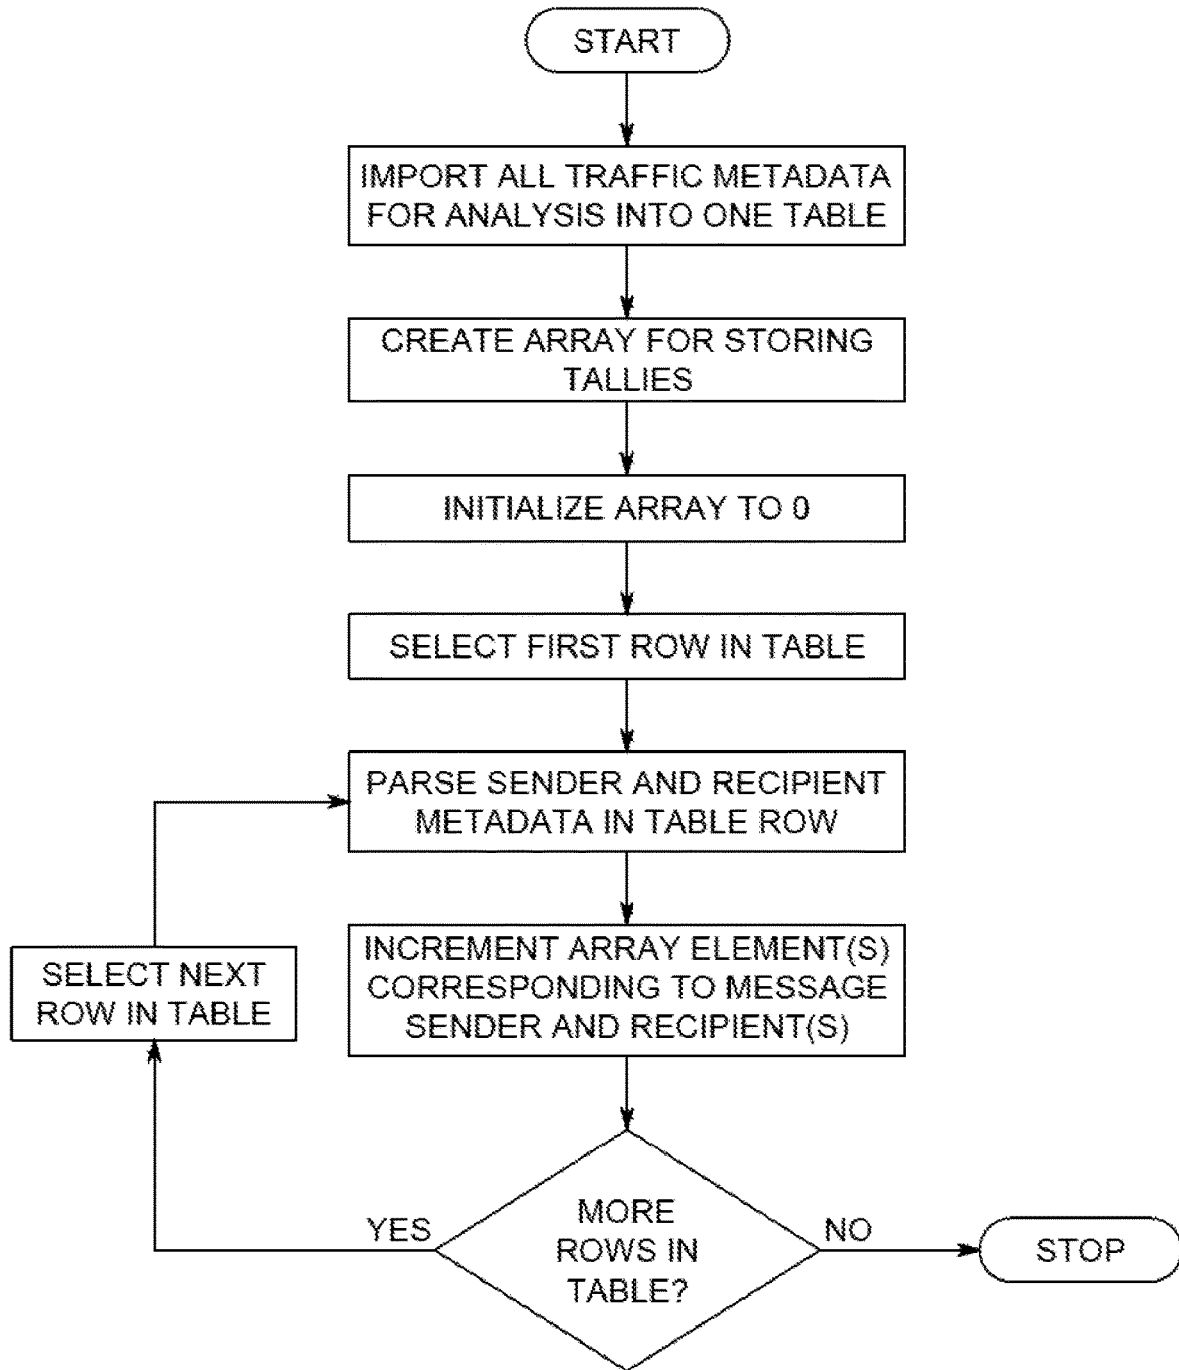 START
IMPORT ALL TRAFFIC METADATA
FOR ANALYSIS INTO ONE TABLE
CREATE ARRAY FOR STORING
TALLIES
INITIALIZE ARRAY TO 0
SELECT FIRST ROW IN TABLE
PARSE SENDER AND RECIPIENT
METADATA IN TABLE ROW
INCREMENT ARRAY ELEMENT(S)
CORRESPONDING TO MESSAGE
SENDER AND RECIPIENT(S)
SELECT NEXT
ROW IN TABLE
MORE
ROWS IN
TABLE?
YES
NO
STOP